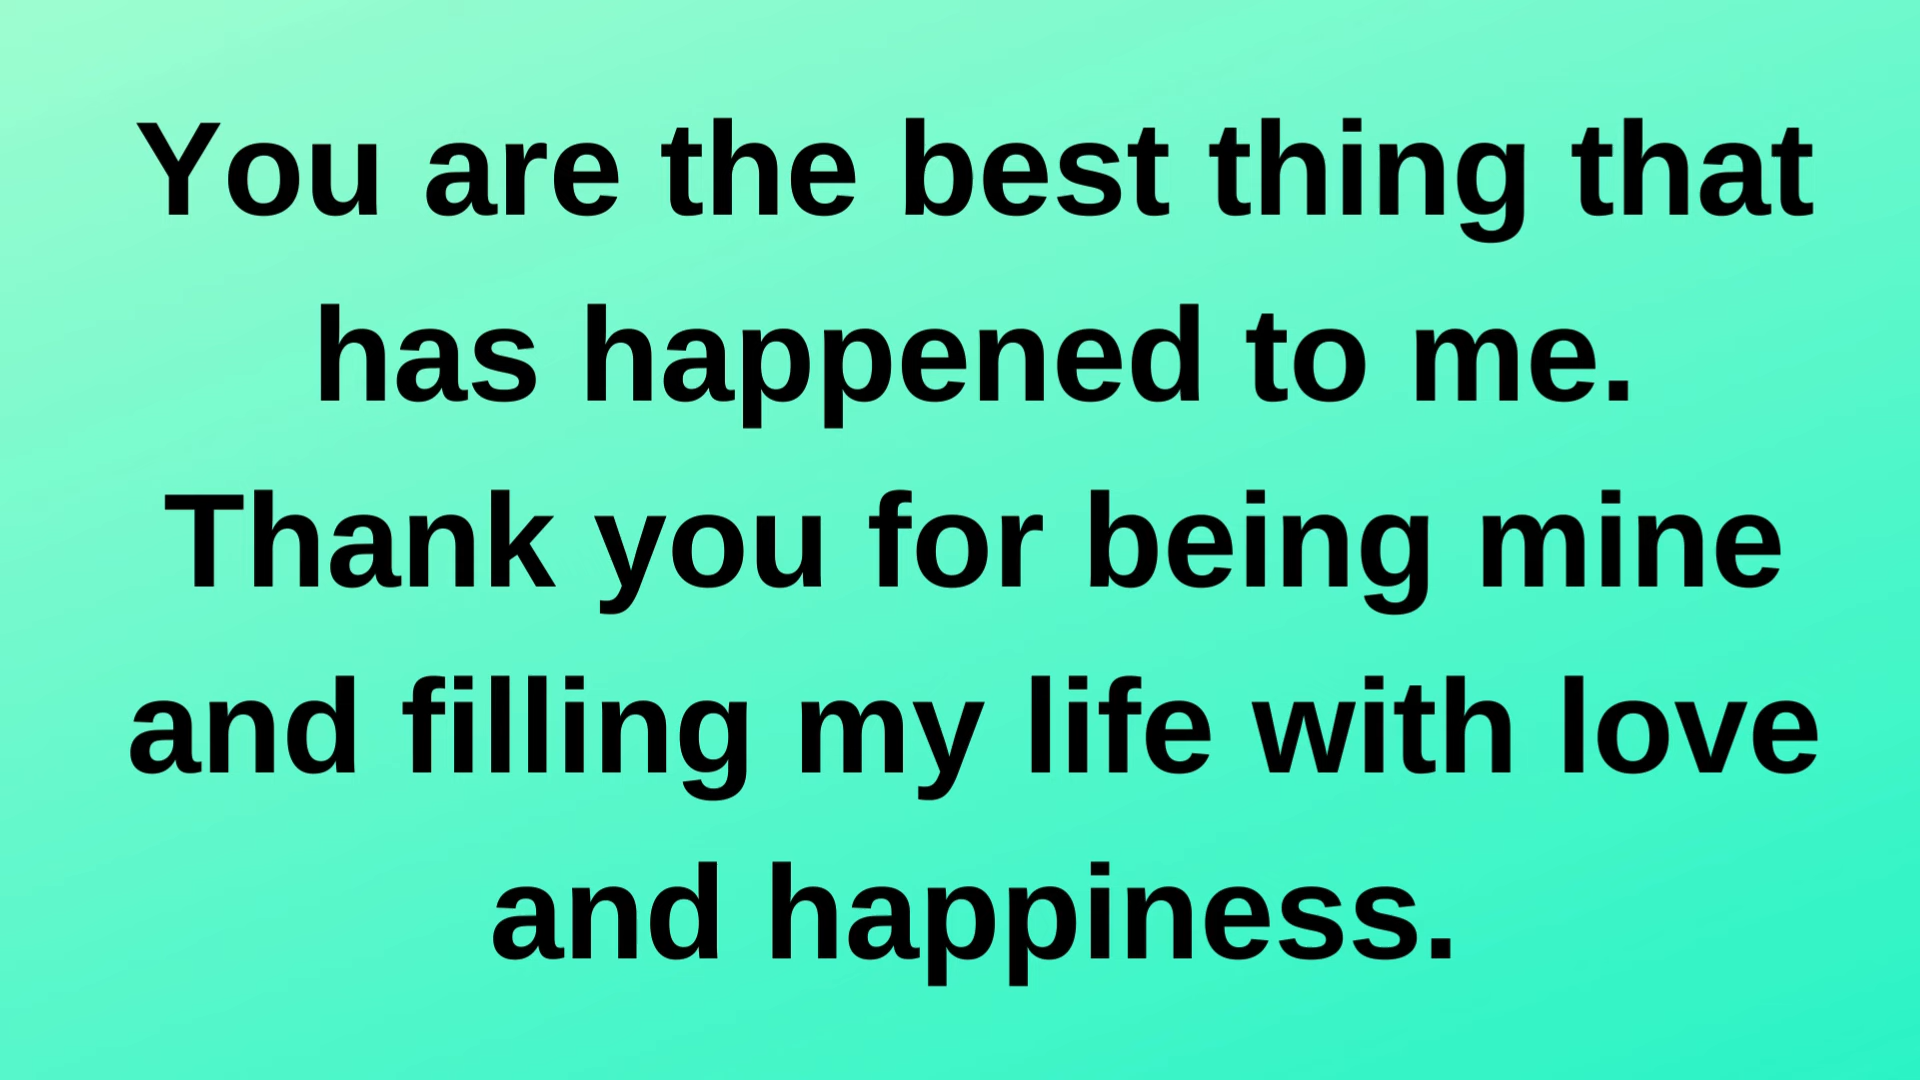 You are the best thing that
has happened to me.
Thank you for being mine
and filling my life with love
and happiness.